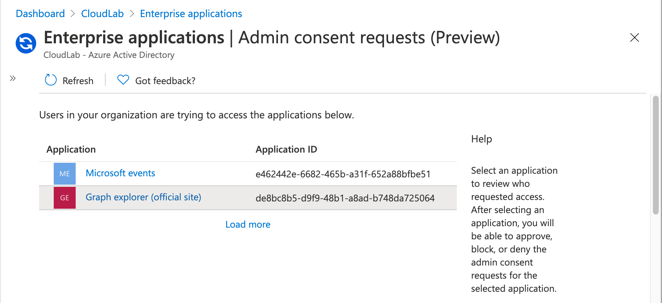 Dashboard > CloudLab > Enterprise applications
Enterprise applications | Admin consent requests (Preview)
CloudLab - Azure Active Directory
Refresh
Got feedback?
Users in your organization are trying to access the applications below.
Application
Application ID
ME
Microsoft events
e462442e-6682-465b-a31f-652a88bfbe51
GE
Graph explorer (official site)
de8bc8b5-d9f9-48b1-a8ad-b748da725064
Load more
Help
Select an application
to review who
requested access.
After selecting an
application, you will
be able to approve,
block, or deny the
admin consent
requests for the
selected application.